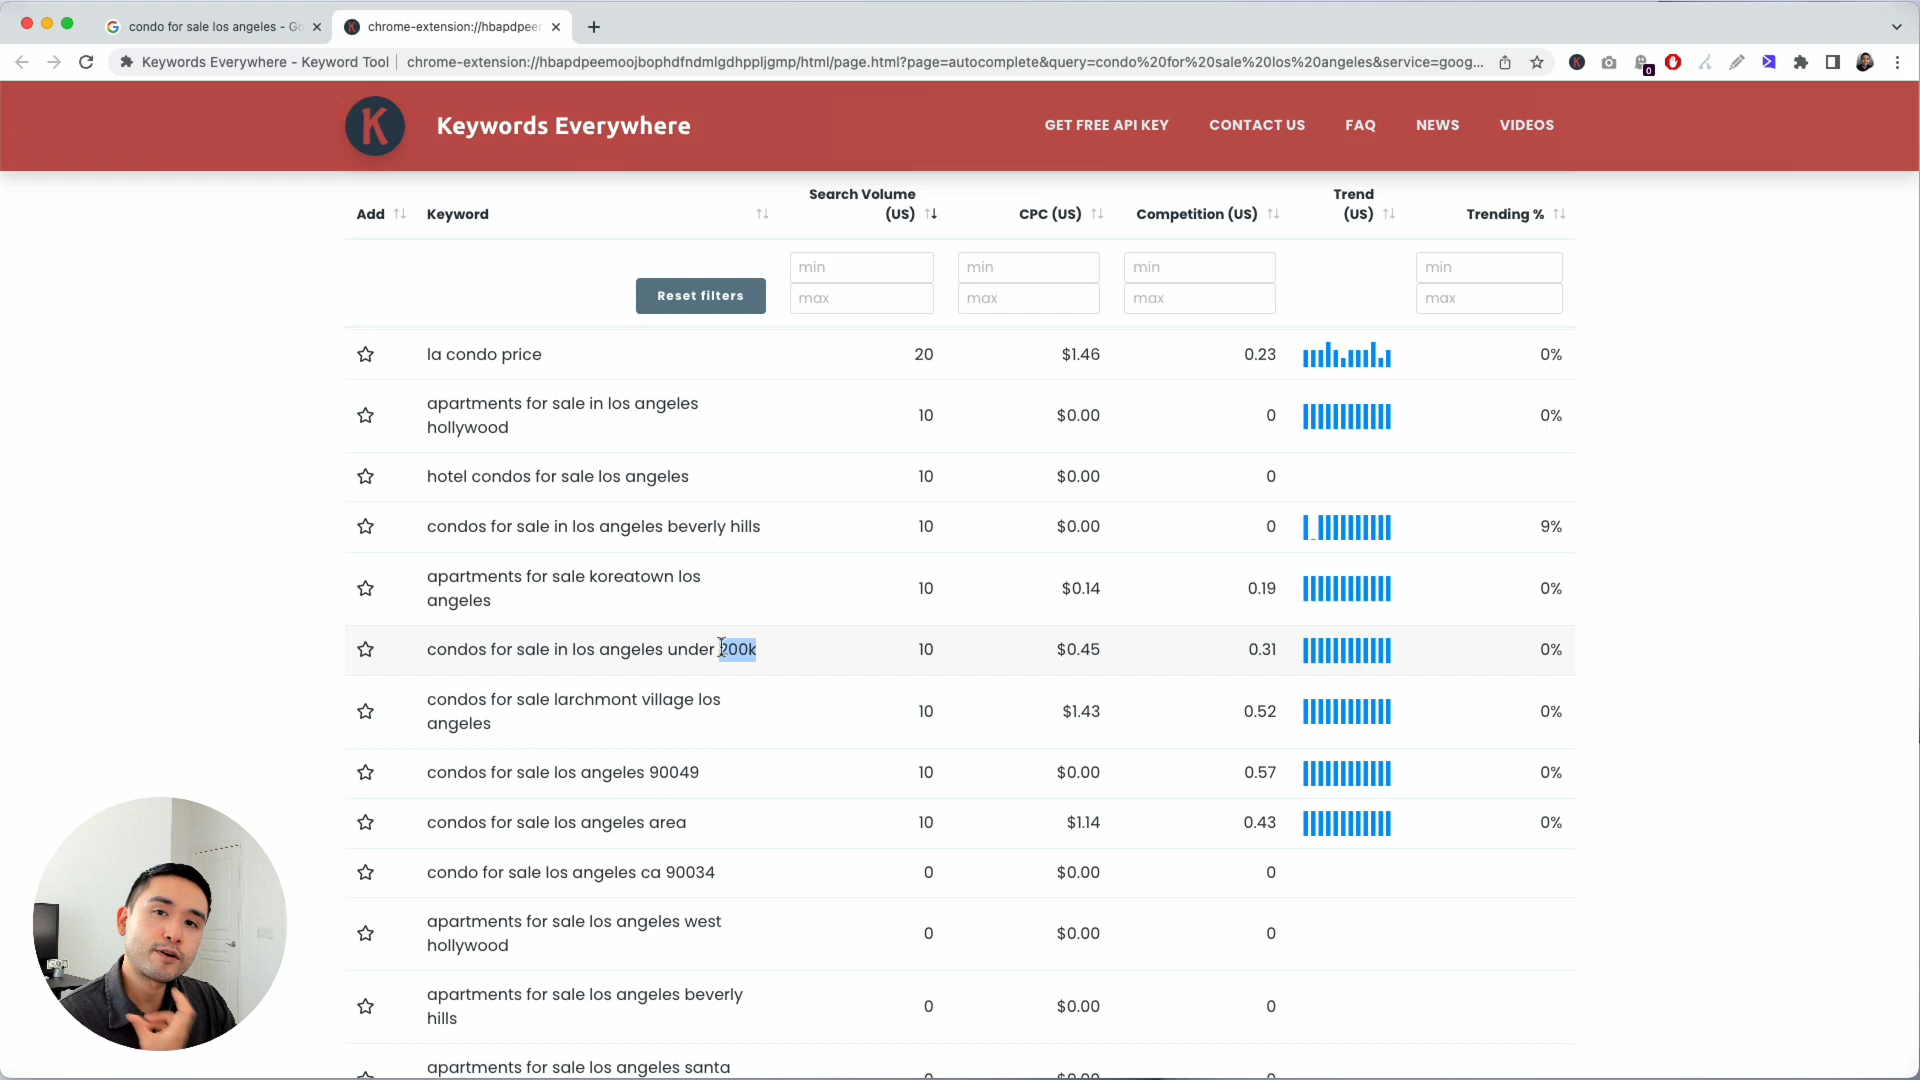 condo for sale los angeles - Go
chrome-extension://hbapdpeem
Keywords Everywhere - Keyword Tool
chrome-extension://hbapdpeemoojbophdfndmlgdhppljgmp/html/page.html?page=autocomplete&query=condo%20for%20sale%20los%20angeles&service=goog...
0
K
Keywords Everywhere
GET FREE API KEY
CONTACT US
FAQ
NEWS
VIDEOS
Add
Keyword
Search Volume
(US)
CPC (US)
Competition (US)
Trend
(US)
Trending %
min
min
min
min
Reset filters
max
max
max
max
la condo price 20 $1.46 0.23 0%
apartments for sale in los angeles
hollywood
10 $0.00 0 0%
hotel condos for sale los angeles 10 $0.00 0
condos for sale in los angeles beverly hills 10 $0.00 0 9%
apartments for sale koreatown los
angeles
10 $0.14 0.19 0%
condos for sale in los angeles under 200k 10 $0.45 0.31 0%
condos for sale larchmont village los
angeles
10 $1.43 0.52 0%
condos for sale los angeles 90049 10 $0.00 0.57 0%
condos for sale los angeles area 10 $1.14 0.43 0%
condo for sale los angeles ca 90034 0 $0.00 0
apartments for sale los angeles west
hollywood
0 $0.00 0
apartments for sale los angeles beverly
hills
0 $0.00 0
apartments for sale los angeles santa
0 $0.00 0